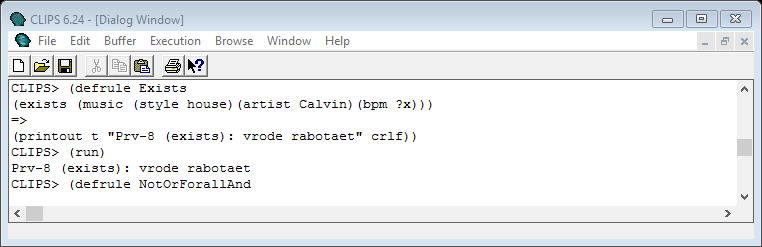 CLIPS 6.24 - [Dialog Window]
File Edit Buffer Execution Browse Window Help
CLIPS> (defrule Exists
(exists (music (style house)(artist Calvin)(bpm ?x)))
=>
(printout t "Prv-8 (exists): vrode rabotaet" crlf))
CLIPS> (run)
Prv-8 (exists): vrode rabotaet
CLIPS> (defrule NotOrForallAnd